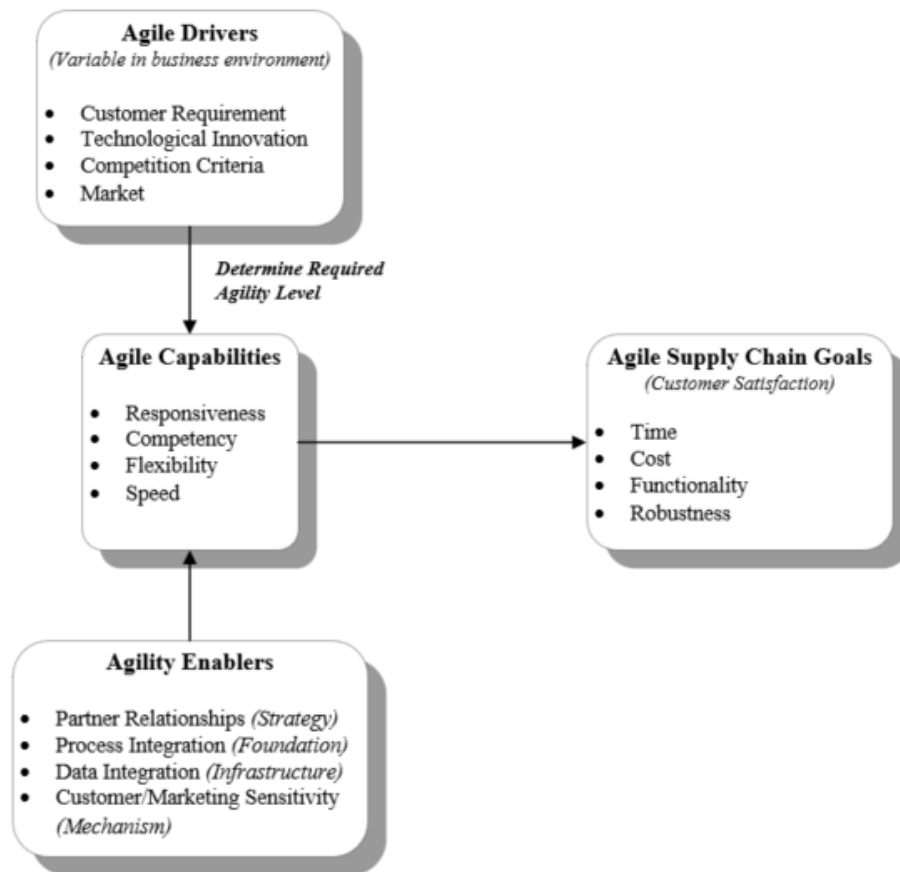 Agile Drivers
(Variable in business environment)
• Customer Requirement
• Technological Innovation
• Competition Criteria
• Market
Determine Required
Agility Level
Agile Capabilities
• Responsiveness
• Competency
• Flexibility
• Speed
Agile Supply Chain Goals
(Customer Satisfaction)
• Time
• Cost
• Functionality
• Robustness
Agility Enablers
• Partner Relationships (Strategy)
• Process Integration (Foundation)
• Data Integration (Infrastructure)
• Customer/Marketing Sensitivity
(Mechanism)